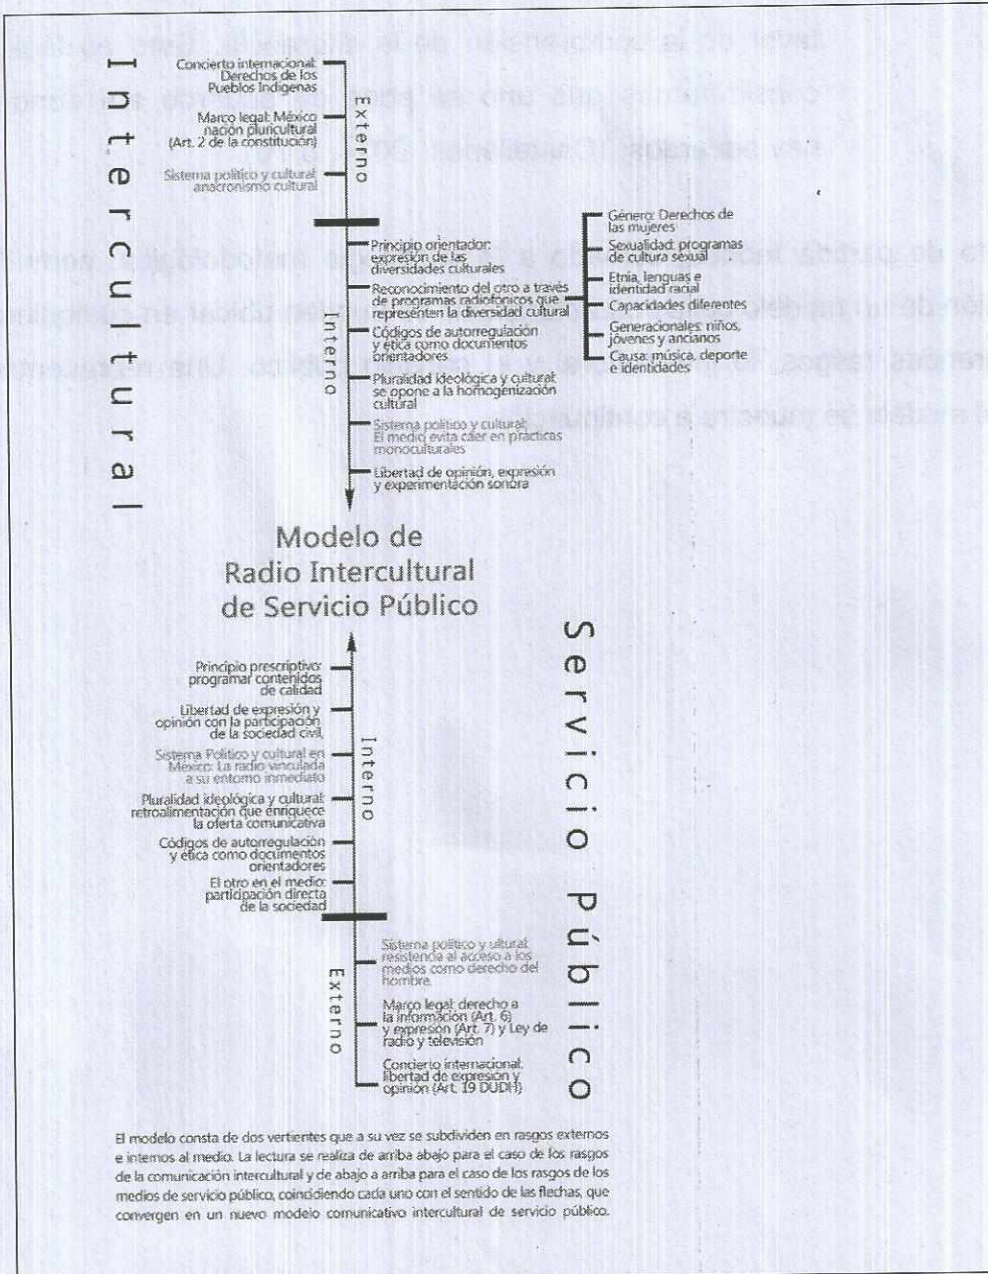 Intercultural
Concierto internacional:
Derechos de los
Pueblos Indígenas
Marco legal: México
nación pluricultural
(Art. 2 de la constitución)
Sistema político y cultural:
anacronismo cultural
Externo
Principio orientador:
expresión de las
diversidades culturales
Reconocimiento del otro a través
de programas radiofónicos que
representen la diversidad cultural
Códigos de autorregulación
y ética como documentos
orientadores
Pluralidad ideológica y cultural:
se opone a la homogenización
cultural
Sistema político y cultural:
El medio evita caer en prácticas
monoculturales
Libertad de opinión, expresión
y experimentación sonora
Interno
Género: Derechos de
las mujeres
Sexualidad: programas
de cultura sexual
Etnia, lenguas e
identidad racial
Capacidades diferentes
Generacionales: niños,
jóvenes y ancianos
Causa: música, deporte
e identidades
Modelo de
Radio Intercultural
de Servicio Público
Servicio Público
Principio prescriptivo:
programar contenidos
de calidad
Libertad de expresión y
opinión con la participación
de la sociedad civil.
Sistema Político y cultural en
México: La radio vinculada
a su entorno inmediato
Pluralidad ideológica y cultural:
retroalimentación que enriquece
la oferta comunicativa
Códigos de autorregulación
y ética como documentos
orientadores
El otro en el medio:
participación directa
de la sociedad
Interno
Sistema político y ultural:
resistencia al acceso a los
medios como derecho del
hombre.
Marco legal: derecho a
la información (Art. 6)
y expresión (Art. 7) y Ley de
radio y televisión
Concierto internacional:
libertad de expresión y
opinión (Art. 19 DUDH)
Externo
El modelo consta de dos vertientes que a su vez se subdividen en rasgos externos
e internos al medio. La lectura se realiza de arriba abajo para el caso de los rasgos
de la comunicación intercultural y de abajo a arriba para el caso de los rasgos de los
medios de servicio público, coincidiendo cada uno con el sentido de las flechas, que
convergen en un nuevo modelo comunicativo intercultural de servicio público.